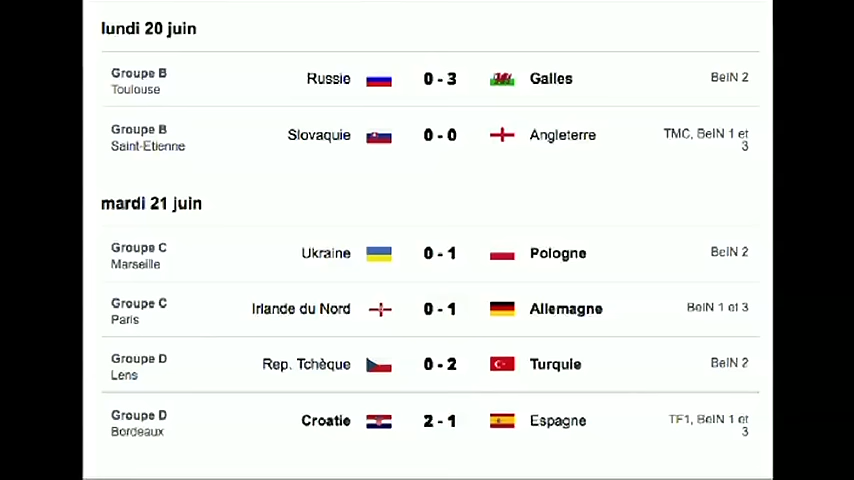 lundi 20 juin
Groupe B
Toulouse
Russie 0 - 3 Galles BeIN 2
Groupe B
Saint-Etienne
Slovaquie 0 - 0 Angleterre TMC, BeIN 1 et
3
mardi 21 juin
Groupe C
Marseille
Ukraine 0 - 1 Pologne BeIN 2
Groupe C
Paris
Irlande du Nord 0 - 1 Allemagne BeIN 1 et 3
Groupe D
Lens
Rep. Tchèque 0 - 2 Turquie BeIN 2
Groupe D
Bordeaux
Croatie 2 - 1 Espagne TF1, BeIN 1 et
3